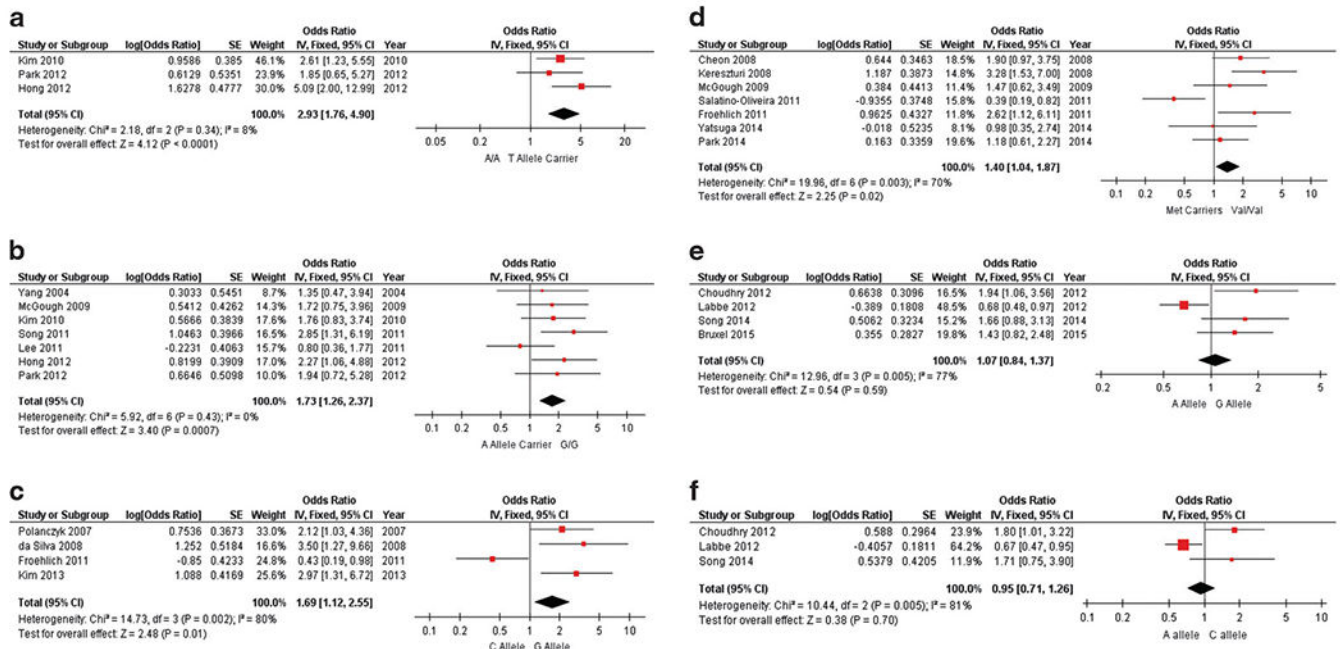 a
Odds Ratio Odds Ratio
Study or Subgroup log[Odds Ratio] SE Weight IV, Fixed, 95% CI Year IV, Fixed, 95% CI
Kim 2010 0.9586 0.385 46.1% 2.61 [1.23, 5.55] 2010
Park 2012 0.6129 0.5351 23.9% 1.85 [0.65, 5.27] 2012
Hong 2012 1.6278 0.4777 30.0% 5.09 [2.00, 12.99] 2012
Total (95% CI) 100.0% 2.93 [1.76, 4.90]
Heterogeneity: Chi² = 2.18, df = 2 (P = 0.34); I² = 8%
Test for overall effect: Z = 4.12 (P < 0.0001)
0.05 0.2 1 5 20
A/A T Allele Carrier
b
Odds Ratio Odds Ratio
Study or Subgroup log[Odds Ratio] SE Weight IV, Fixed, 95% CI Year IV, Fixed, 95% CI
Yang 2004 0.3033 0.5451 8.7% 1.35 [0.47, 3.94] 2004
McGough 2009 0.5412 0.4262 14.3% 1.72 [0.75, 3.96] 2009
Kim 2010 0.5666 0.3839 17.7% 1.76 [0.83, 3.74] 2010
Song 2011 1.0463 0.3966 16.5% 2.85 [1.31, 6.19] 2011
Lee 2011 -0.2231 0.4063 15.7% 0.80 [0.36, 1.77] 2011
Hong 2012 0.8199 0.3909 17.0% 2.27 [1.06, 4.88] 2012
Park 2012 0.6646 0.5098 10.0% 1.94 [0.72, 5.28] 2012
Total (95% CI) 100.0% 1.73 [1.26, 2.37]
Heterogeneity: Chi² = 5.92, df = 6 (P = 0.43); I² = 0%
Test for overall effect: Z = 3.40 (P = 0.0007)
0.1 0.2 0.5 1 2 5 10
A Allele Carrier G/G
c
Odds Ratio Odds Ratio
Study or Subgroup log[Odds Ratio] SE Weight IV, Fixed, 95% CI Year IV, Fixed, 95% CI
Polanczyk 2007 0.7536 0.3673 33.0% 2.12 [1.03, 4.36] 2007
da Silva 2008 1.252 0.5184 16.6% 3.50 [1.27, 9.66] 2008
Froehlich 2011 -0.85 0.4233 24.8% 0.43 [0.19, 0.98] 2011
Kim 2013 1.088 0.4169 25.6% 2.97 [1.31, 6.72] 2013
Total (95% CI) 100.0% 1.69 [1.12, 2.55]
Heterogeneity: Chi² = 14.73, df = 3 (P = 0.002); I² = 80%
Test for overall effect: Z = 2.48 (P = 0.01)
0.1 0.2 0.5 1 2 5 10
C Allele G Allele
d
Odds Ratio Odds Ratio
Study or Subgroup log[Odds Ratio] SE Weight IV, Fixed, 95% CI Year IV, Fixed, 95% CI
Cheon 2008 0.644 0.3463 18.5% 1.90 [0.97, 3.75] 2008
Kereszturi 2008 1.187 0.3873 14.8% 3.28 [1.53, 7.00] 2008
McGough 2009 0.384 0.4413 11.4% 1.47 [0.62, 3.49] 2009
Salatino-Oliveira 2011 -0.9355 0.3748 15.8% 0.39 [0.19, 0.82] 2011
Froehlich 2011 0.9625 0.4327 11.8% 2.62 [1.12, 6.11] 2011
Yatsuga 2014 -0.018 0.5235 8.1% 0.98 [0.35, 2.74] 2014
Park 2014 0.163 0.3359 19.6% 1.18 [0.61, 2.27] 2014
Total (95% CI) 100.0% 1.40 [1.04, 1.87]
Heterogeneity: Chi² = 19.96, df = 6 (P = 0.003); I² = 70%
Test for overall effect: Z = 2.25 (P = 0.02)
0.1 0.2 0.5 1 2 5 10
Met Carriers Val/Val
e
Odds Ratio Odds Ratio
Study or Subgroup log[Odds Ratio] SE Weight IV, Fixed, 95% CI Year IV, Fixed, 95% CI
Choudhry 2012 0.6638 0.3096 16.5% 1.94 [1.06, 3.56] 2012
Labbe 2012 -0.389 0.1808 48.5% 0.68 [0.48, 0.97] 2012
Song 2014 0.5062 0.3234 15.2% 1.66 [0.88, 3.13] 2014
Bruxel 2015 0.355 0.2827 19.8% 1.43 [0.82, 2.48] 2015
Total (95% CI) 100.0% 1.07 [0.84, 1.37]
Heterogeneity: Chi² = 12.96, df = 3 (P = 0.005); I² = 77%
Test for overall effect: Z = 0.54 (P = 0.59)
0.2 0.5 1 2 5
A Allele G Allele
f
Odds Ratio Odds Ratio
Study or Subgroup log[Odds Ratio] SE Weight IV, Fixed, 95% CI Year IV, Fixed, 95% CI
Choudhry 2012 0.588 0.2964 23.9% 1.80 [1.01, 3.22] 2012
Labbe 2012 -0.4057 0.1811 64.2% 0.67 [0.47, 0.95] 2012
Song 2014 0.5379 0.4205 11.9% 1.71 [0.75, 3.90] 2014
Total (95% CI) 100.0% 0.95 [0.71, 1.26]
Heterogeneity: Chi² = 10.44, df = 2 (P = 0.005); I² = 81%
Test for overall effect: Z = 0.38 (P = 0.70)
0.1 0.2 0.5 1 2 5 10
A allele C allele